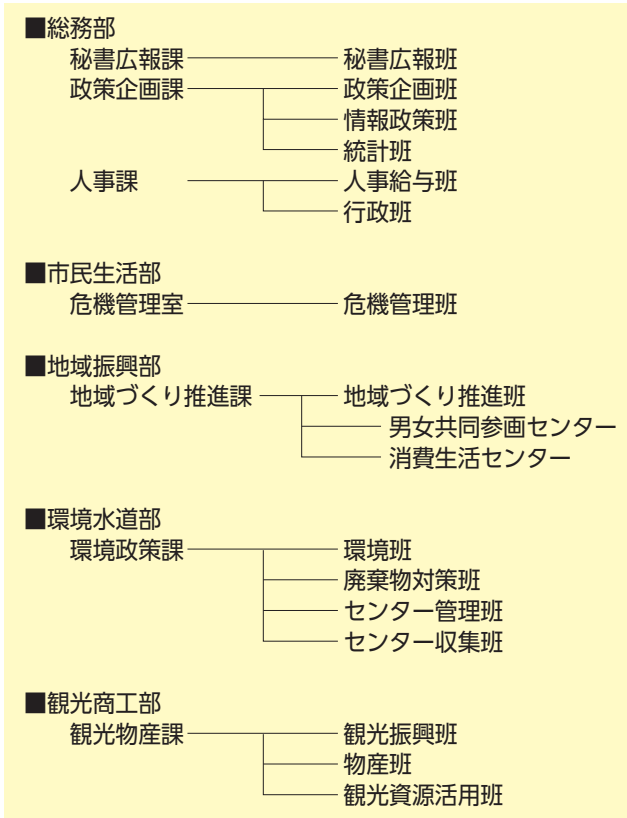 ■総務部
秘書広報課 秘書広報班
政策企画課 政策企画班
情報政策班
統計班
人事課 人事給与班
行政班
■市民生活部
危機管理室 危機管理班
■地域振興部
地域づくり推進課 地域づくり推進班
男女共同参画センター
消費生活センター
■環境水道部
環境政策課 環境班
廃棄物対策班
センター管理班
センター収集班
■観光商工部
観光物産課 観光振興班
物産班
観光資源活用班